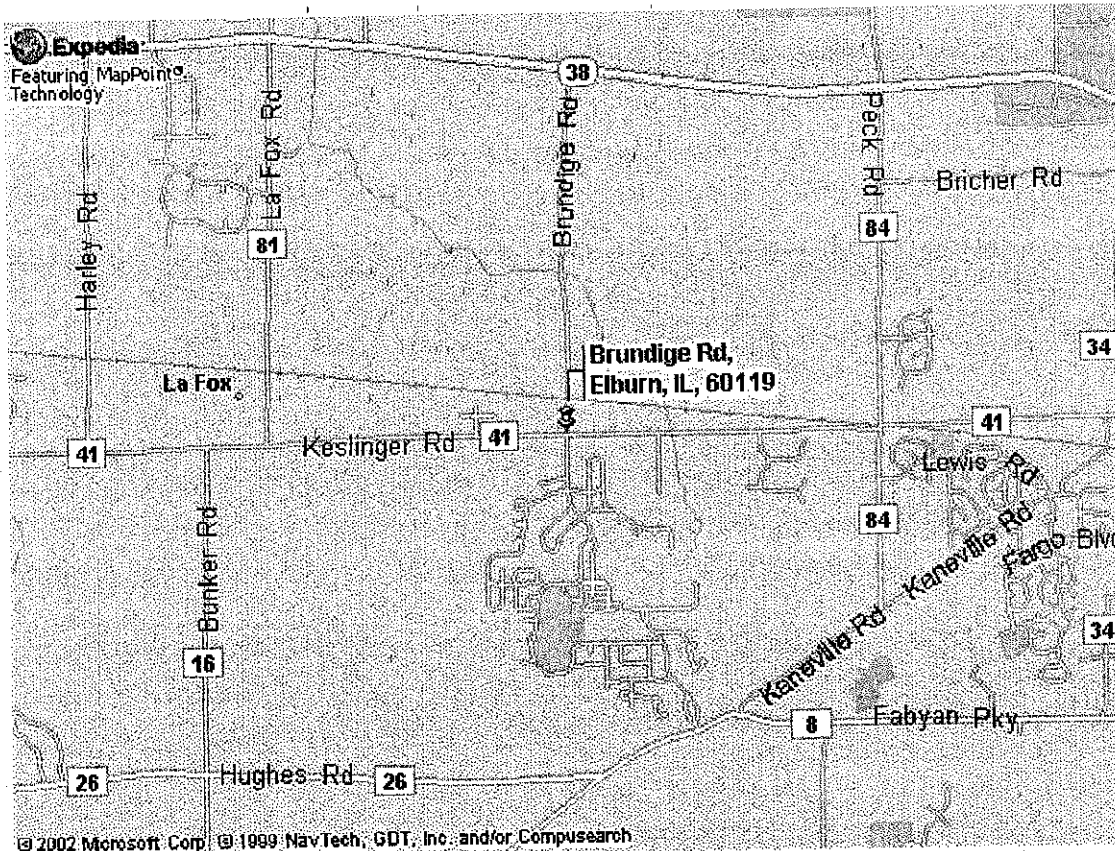 Expedia
Featuring MapPoint
Technology
38
Harley Rd
La Fox Rd
Brundige Rd
Peck Rd
Bricher Rd
81
84
34
Brundige Rd,
Elburn, IL, 60119
La Fox
41
Keslinger Rd
41
41
Lewis Rd
Bunker Rd
84
Kaneville Rd
Fargo Blvd
Kaneville Rd
16
34
8
Fabyan Pky
26
Hughes Rd
26
© 2002 Microsoft Corp © 1999 NavTech, GDT, Inc. and/or Compusearch